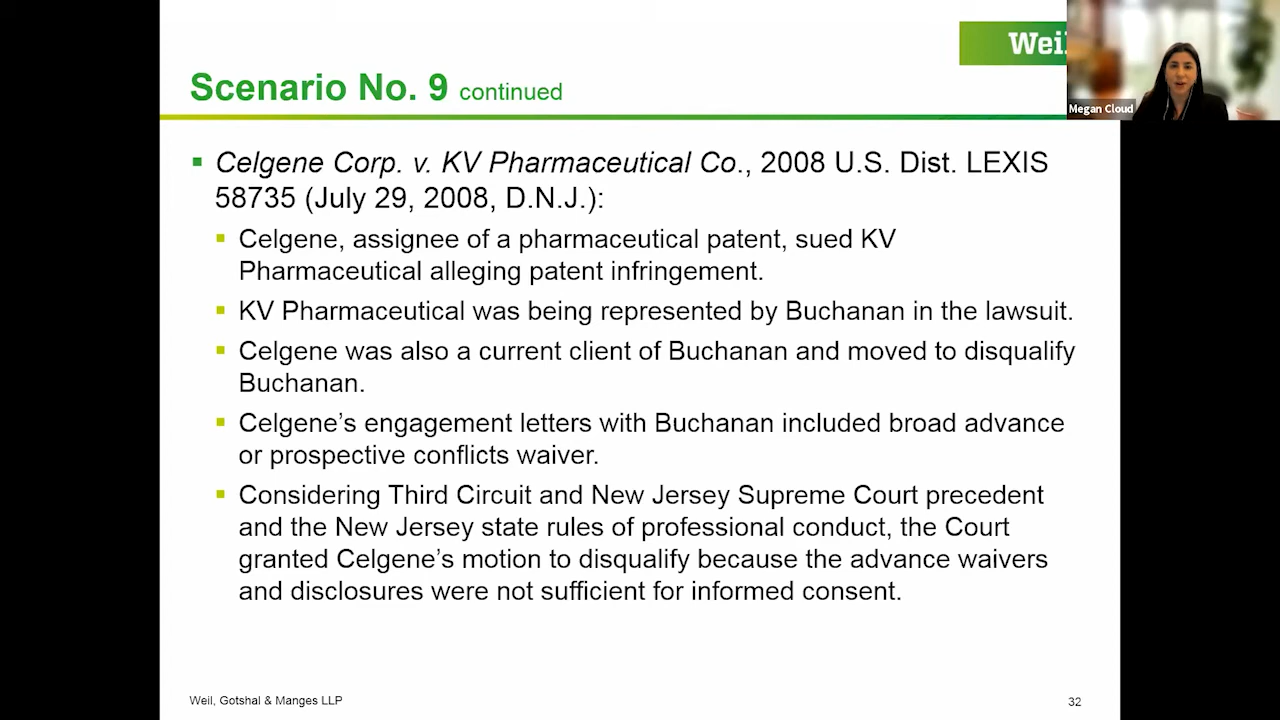 Weil
Megan Cloud
Scenario No. 9 continued
Celgene Corp. v. KV Pharmaceutical Co., 2008 U.S. Dist. LEXIS
58735 (July 29, 2008, D.N.J.):
Celgene, assignee of a pharmaceutical patent, sued KV
Pharmaceutical alleging patent infringement.
KV Pharmaceutical was being represented by Buchanan in the lawsuit.
Celgene was also a current client of Buchanan and moved to disqualify
Buchanan.
Celgene’s engagement letters with Buchanan included broad advance
or prospective conflicts waiver.
Considering Third Circuit and New Jersey Supreme Court precedent
and the New Jersey state rules of professional conduct, the Court
granted Celgene’s motion to disqualify because the advance waivers
and disclosures were not sufficient for informed consent.
Weil, Gotshal & Manges LLP
32